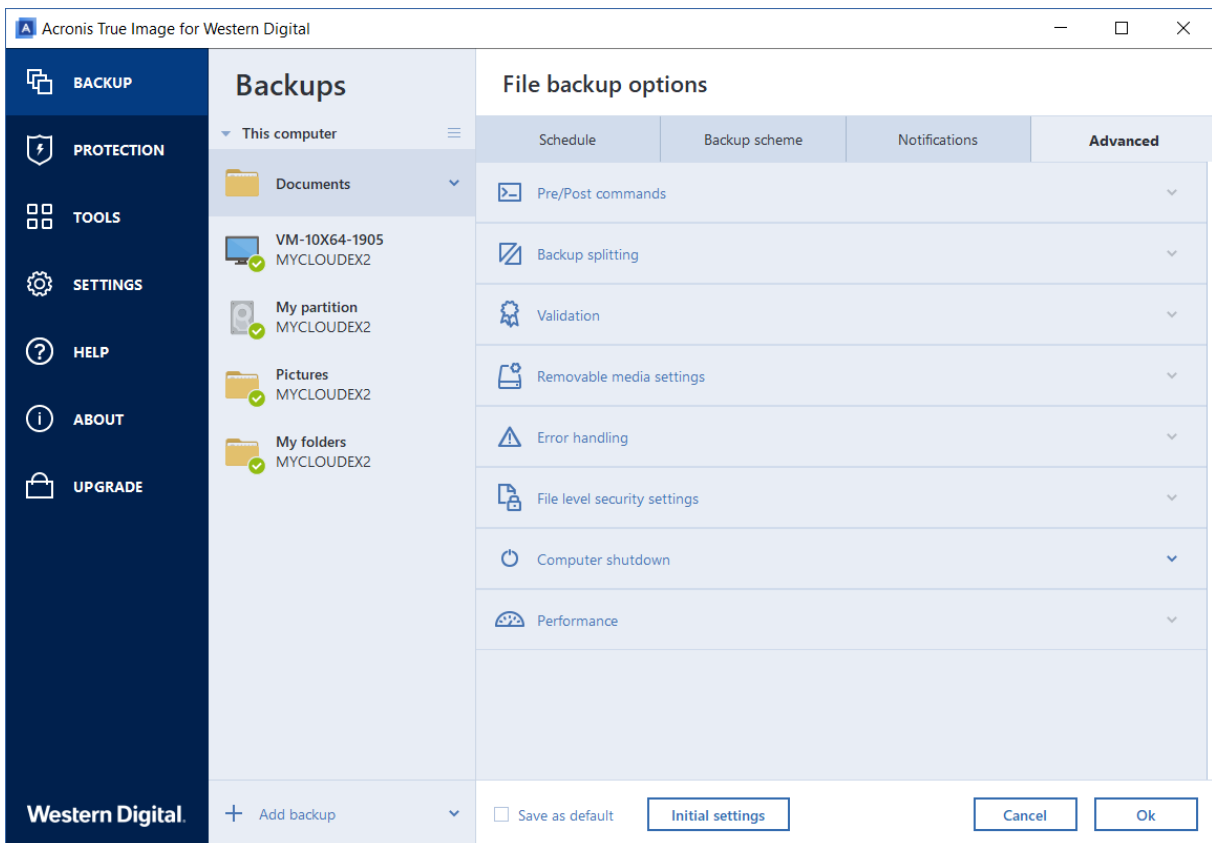 Acronis True Image for Western Digital
BACKUP
PROTECTION
TOOLS
SETTINGS
HELP
ABOUT
UPGRADE
Western Digital.
Backups
This computer
Documents
VM-10X64-1905
MYCLOUDEX2
My partition
MYCLOUDEX2
Pictures
MYCLOUDEX2
My folders
MYCLOUDEX2
Add backup
File backup options
Schedule
Backup scheme
Notifications
Advanced
Pre/Post commands
Backup splitting
Validation
Removable media settings
Error handling
File level security settings
Computer shutdown
Performance
Save as default
Initial settings
Cancel
Ok